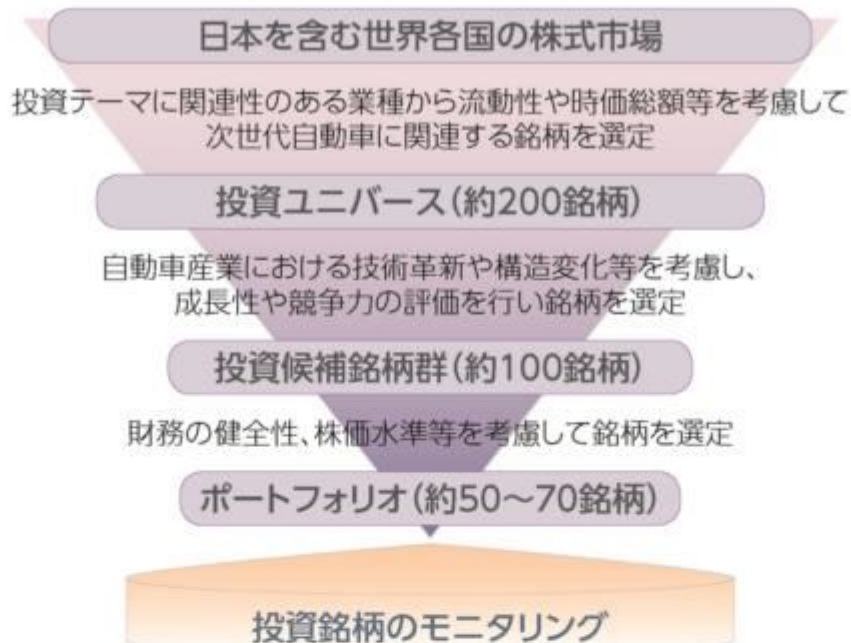 日本を含む世界各国の株式市場
投資テーマに関連性のある業種から流動性や時価総額等を考慮して
次世代自動車に関連する銘柄を選定
投資ユニバース(約200銘柄)
自動車産業における技術革新や構造変化等を考慮し、
成長性や競争力の評価を行い銘柄を選定
投資候補銘柄群(約100銘柄)
財務の健全性、株価水準等を考慮して銘柄を選定
ポートフォリオ(約50～70銘柄)
投資銘柄のモニタリング